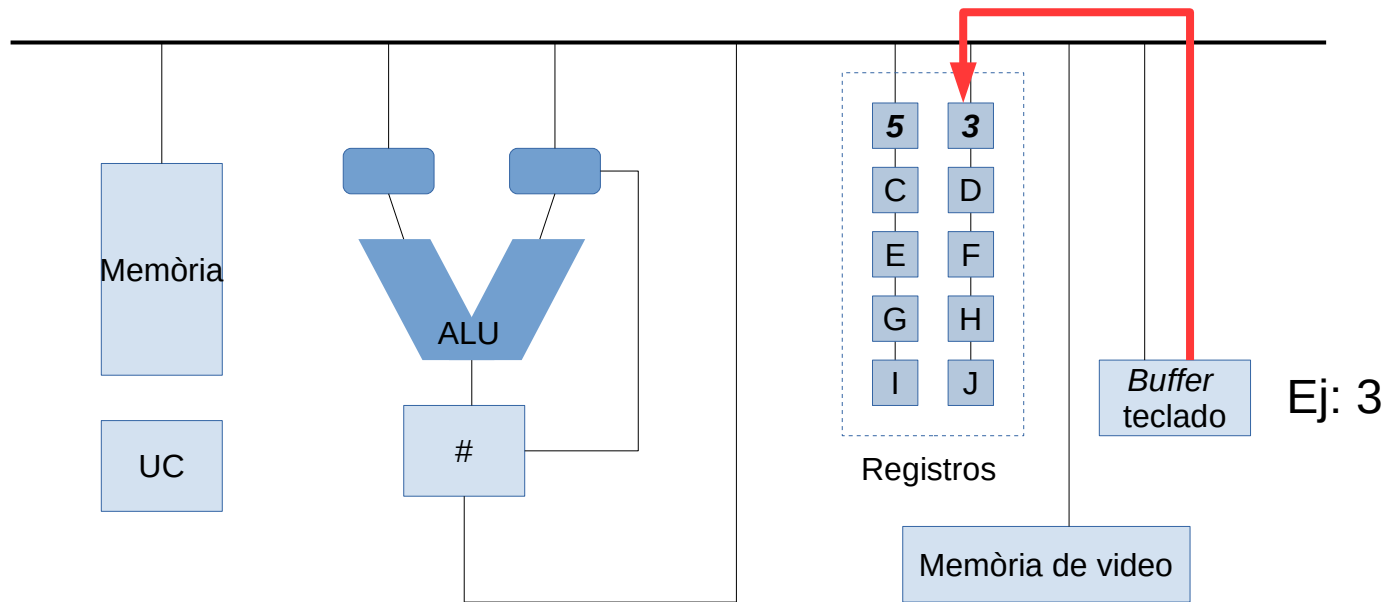 5 3
C D
E F
G H
I J
Memòria
ALU
UC
#
Registros
Buffer
teclado
Ej: 3
Memòria de video